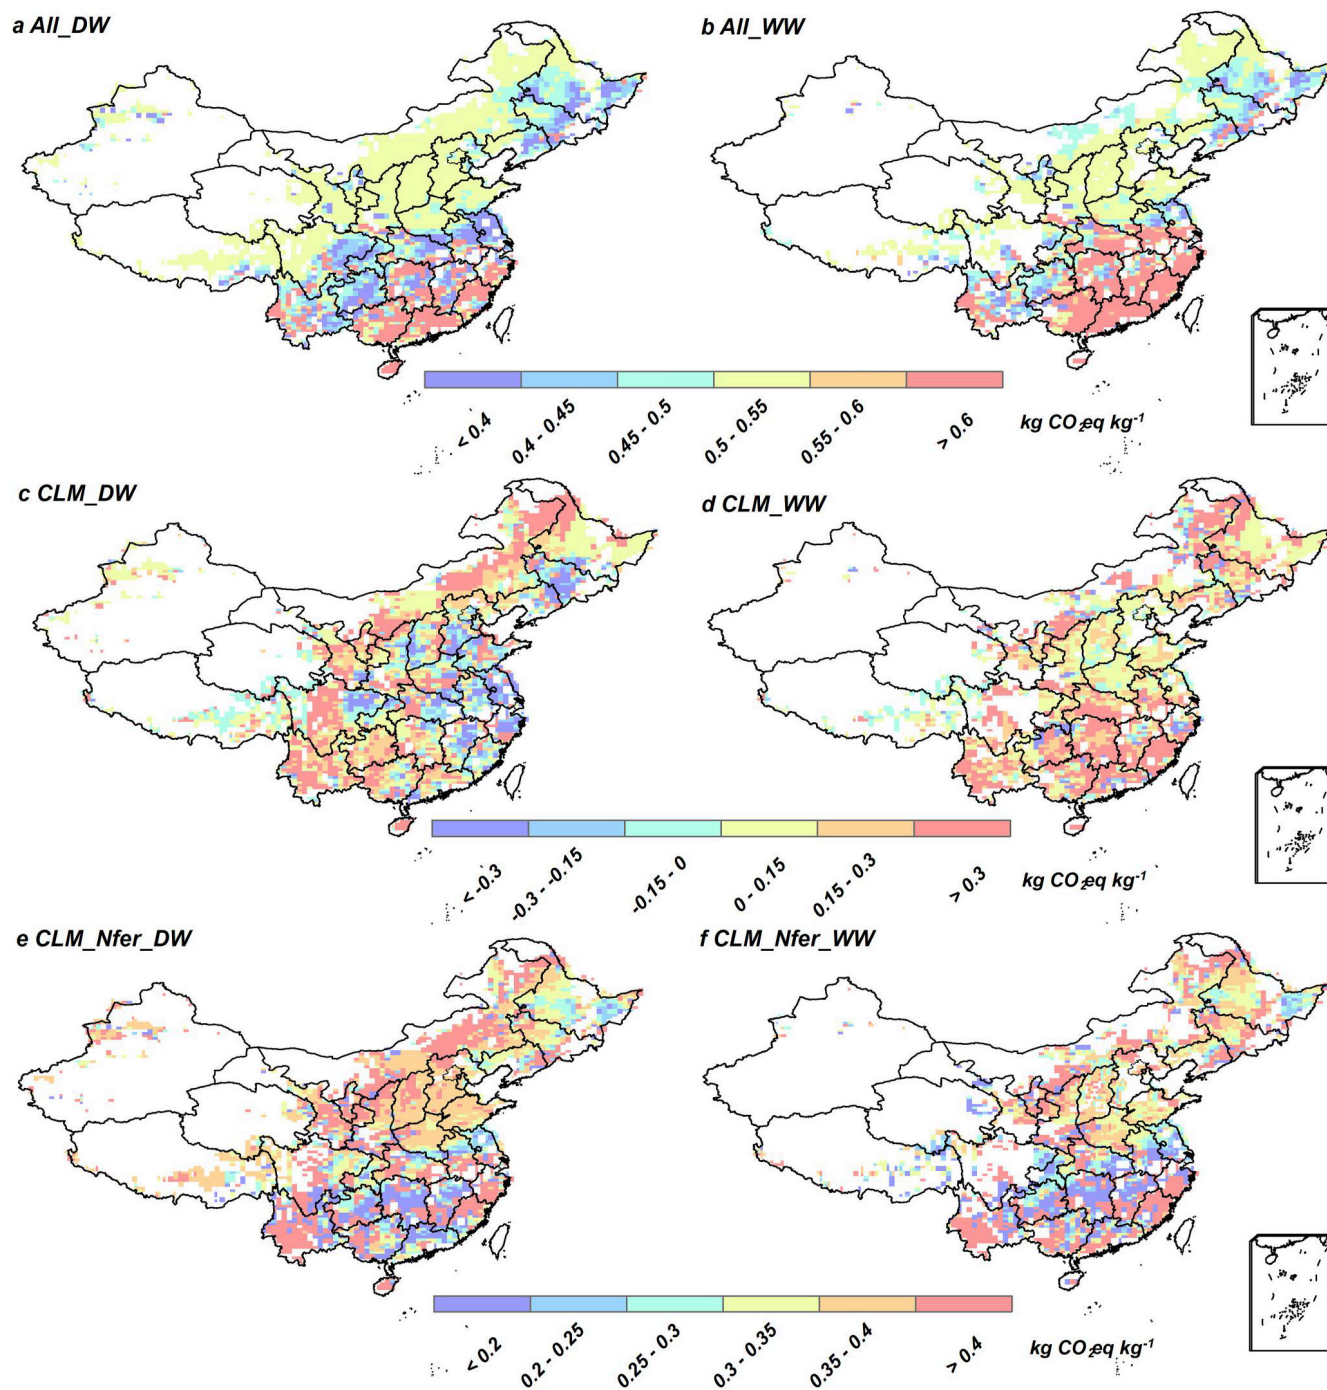 a All_DW
b All_WW
< 0.4
0.4 - 0.45
0.45 - 0.5
0.5 - 0.55
0.55 - 0.6
> 0.6
kg CO₂eq kg⁻¹
c CLM_DW
d CLM_WW
< -0.3
-0.3 - -0.15
-0.15 - 0
0 - 0.15
0.15 - 0.3
> 0.3
kg CO₂eq kg⁻¹
e CLM_Nfer_DW
f CLM_Nfer_WW
< 0.2
0.2 - 0.25
0.25 - 0.3
0.3 - 0.35
0.35 - 0.4
> 0.4
kg CO₂eq kg⁻¹